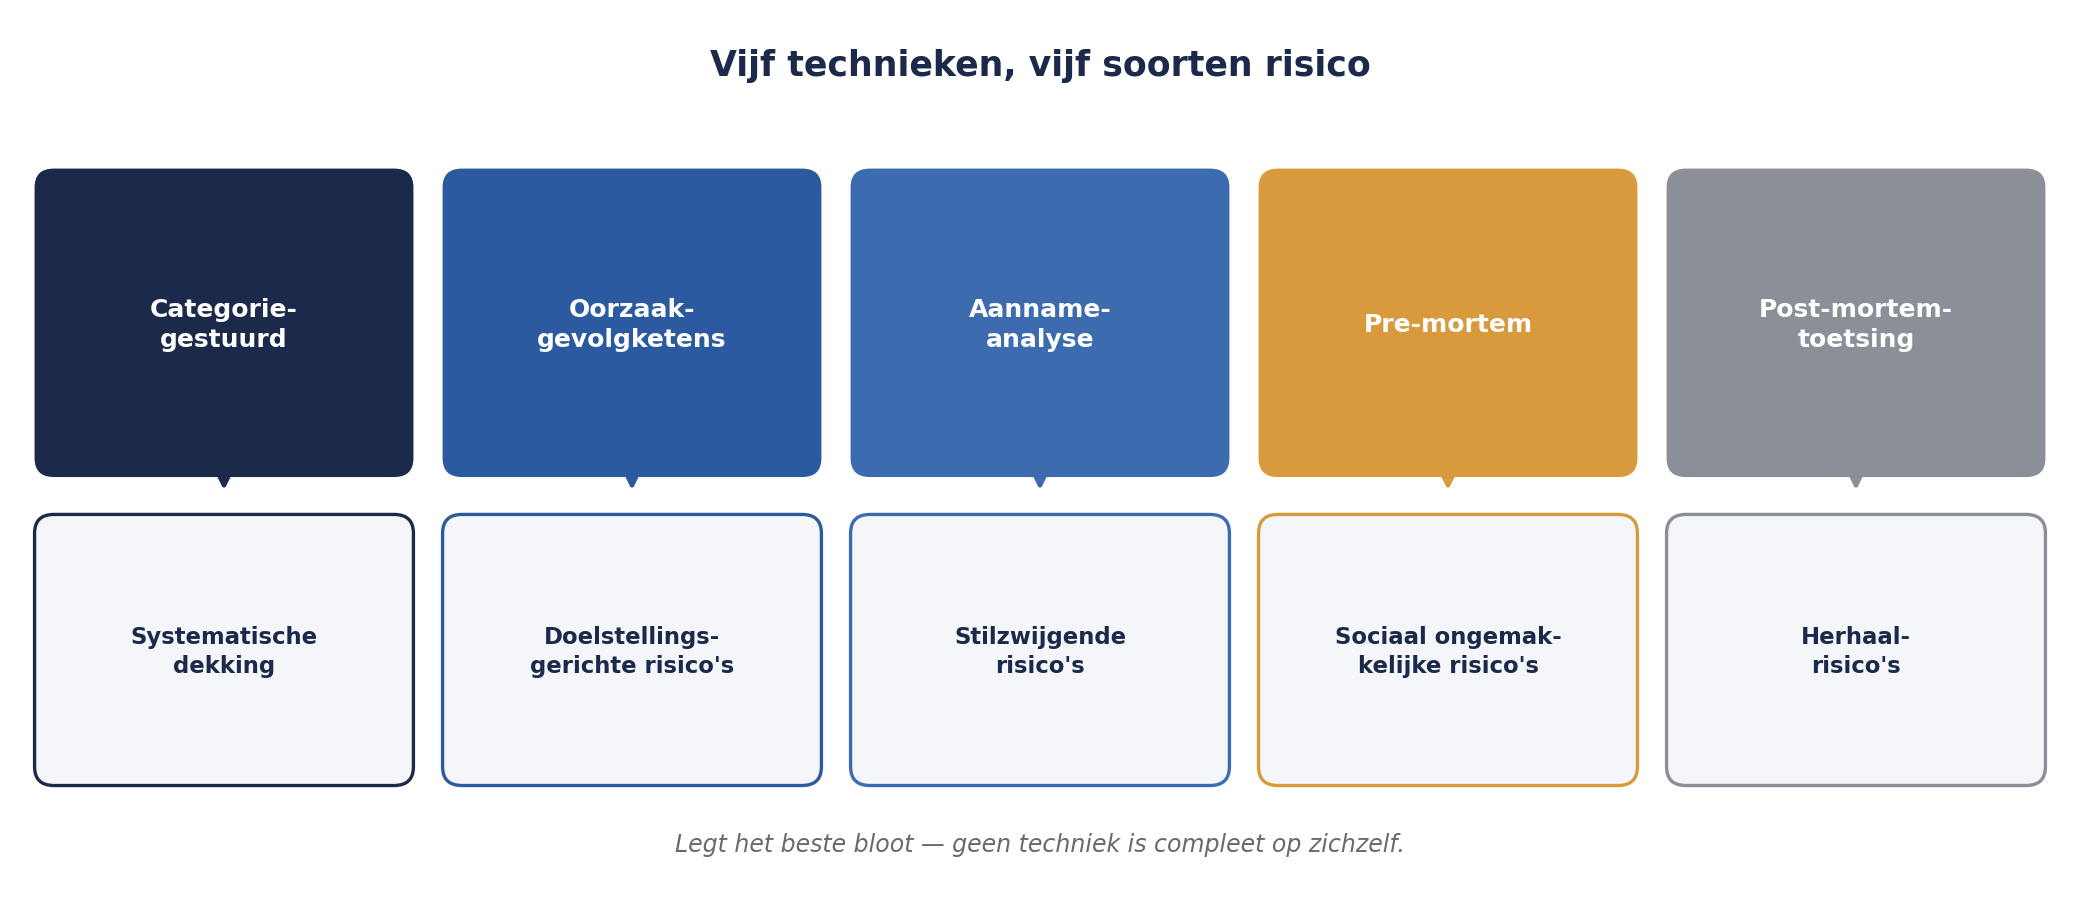 Vijf technieken, vijf soorten risico
Categorie-
gestuurd
Oorzaak-
gevolgketens
Aanname-
analyse
Pre-mortem
Post-mortem-
toetsing
Systematische
dekking
Doelstellings-
gerichte risico's
Stilzwijgende
risico's
Sociaal ongemak-
kelijke risico's
Herhaal-
risico's
Legt het beste bloot — geen techniek is compleet op zichzelf.